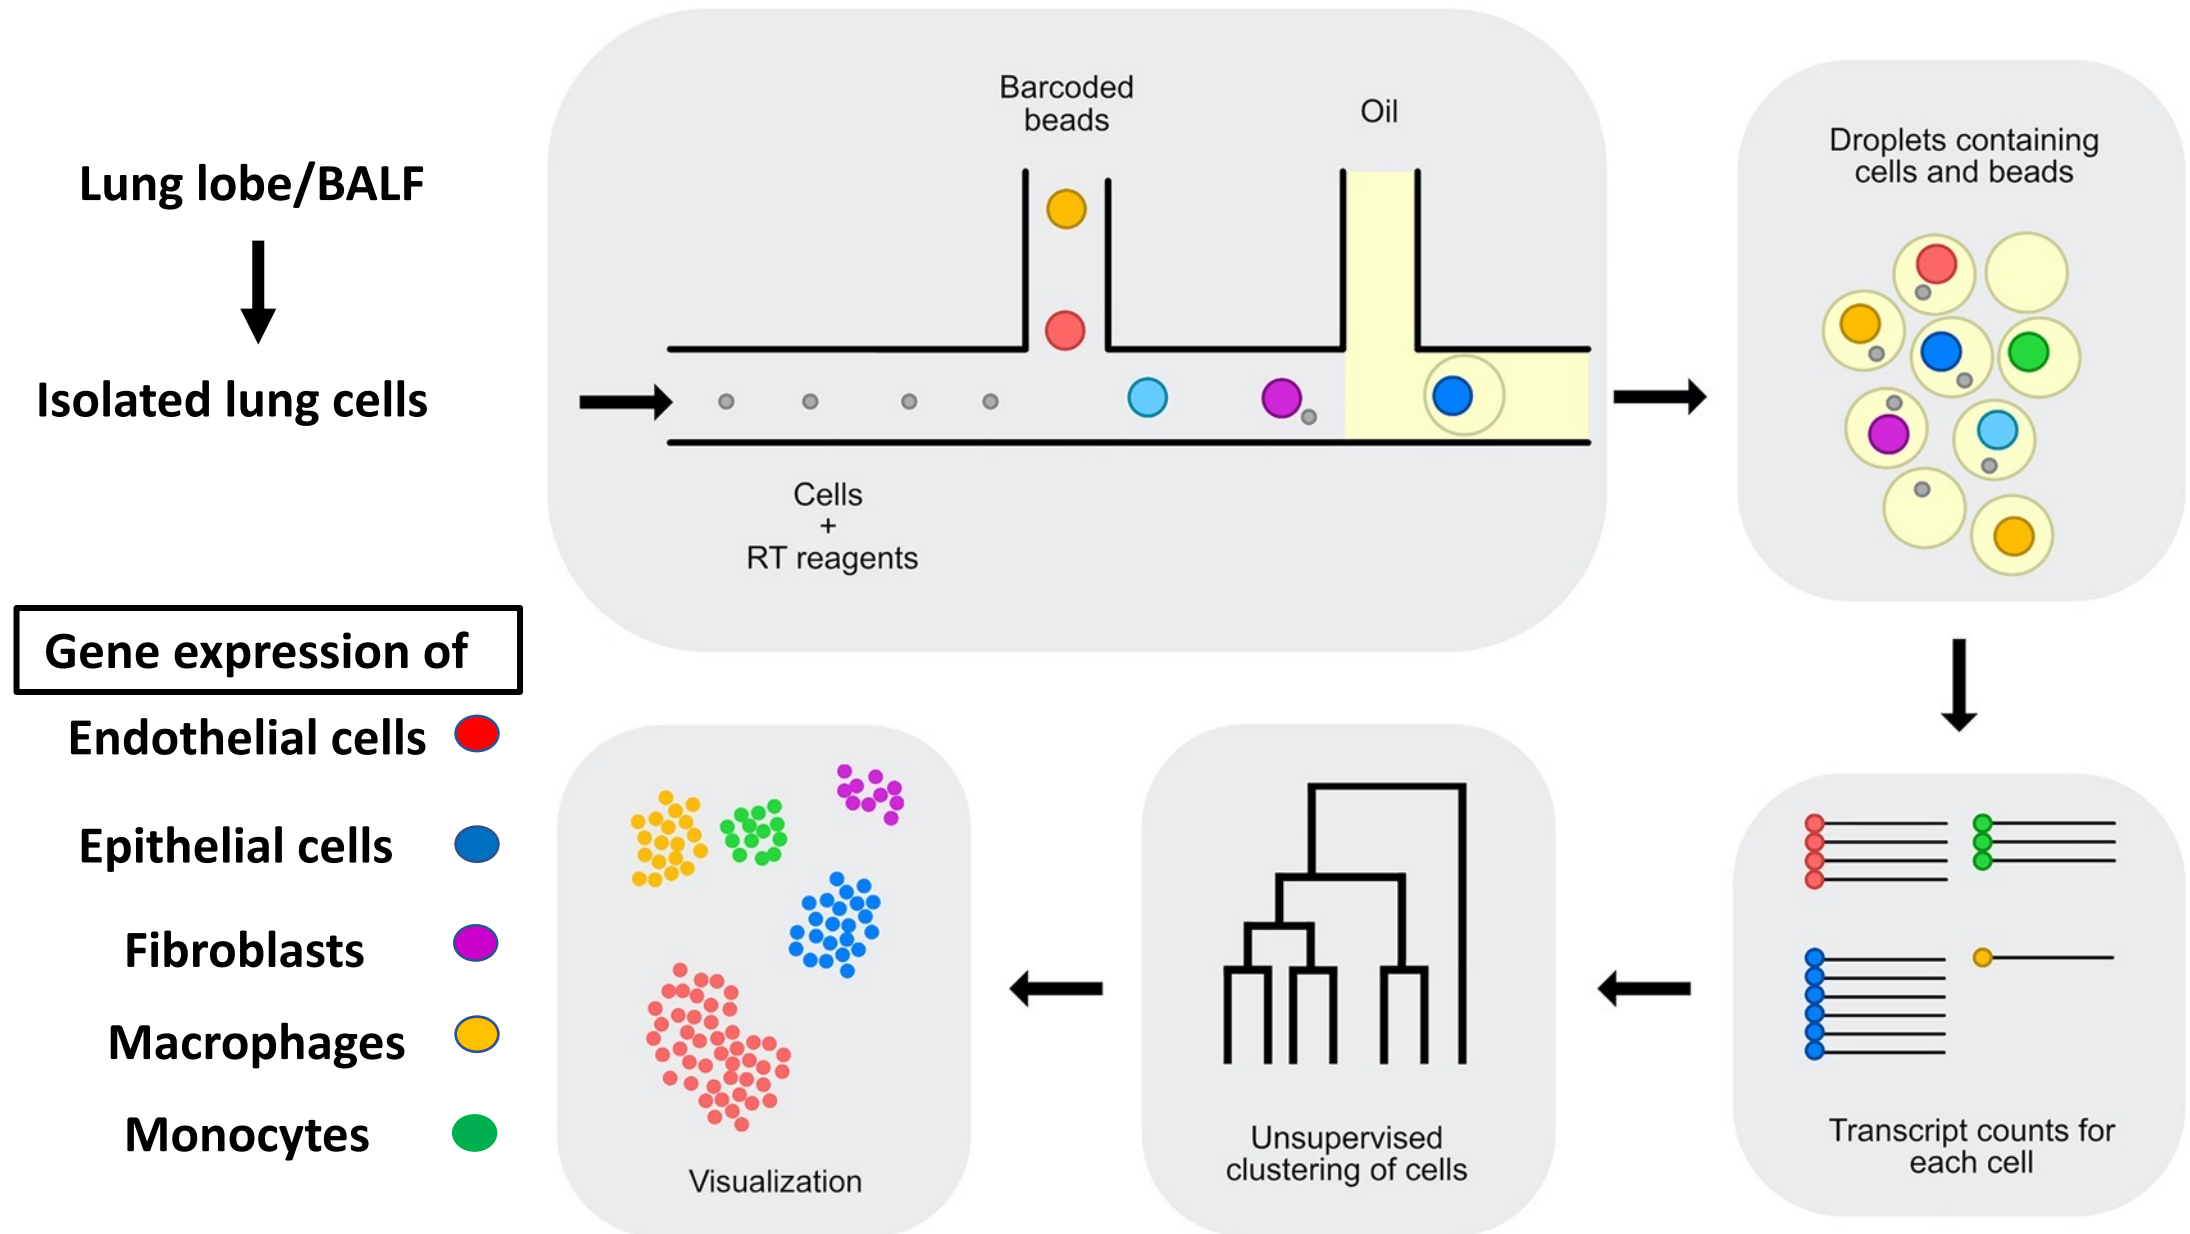 Lung lobe/BALF
Isolated lung cells
Barcoded
beads
Oil
Cells
+
RT reagents
Droplets containing
cells and beads
Transcript counts for
each cell
Unsupervised
clustering of cells
Visualization
Gene expression of
Endothelial cells
Epithelial cells
Fibroblasts
Macrophages
Monocytes